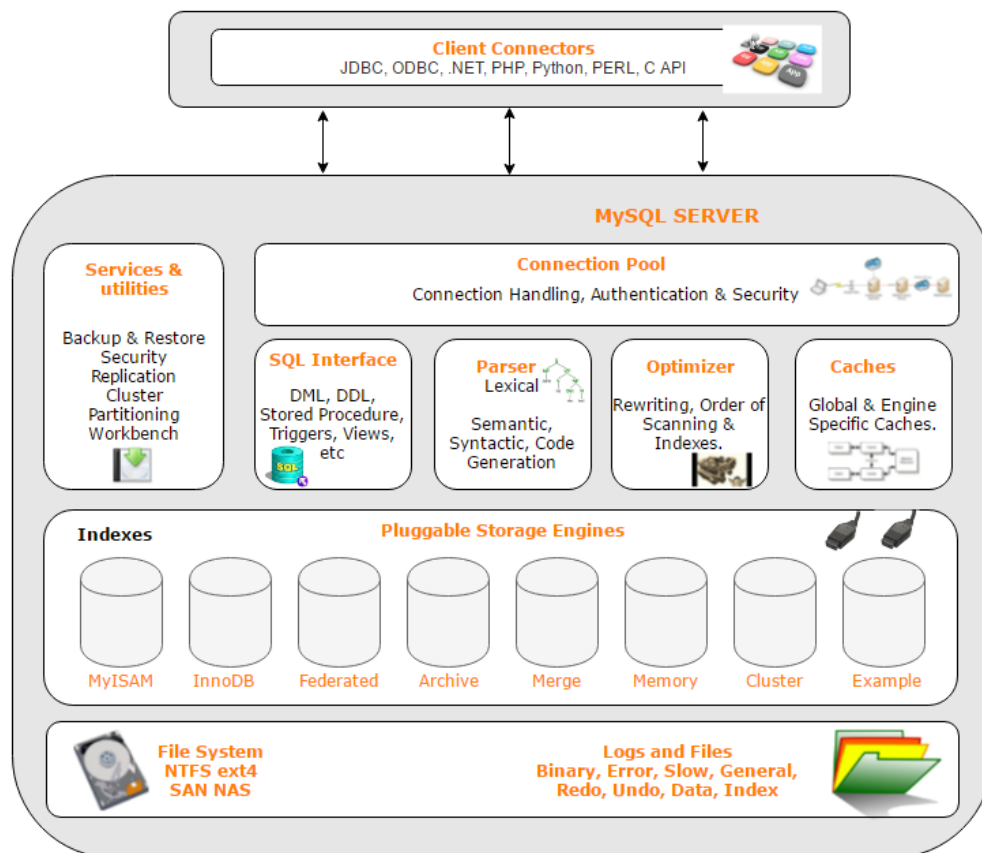 Client Connectors
JDBC, ODBC, .NET, PHP, Python, PERL, C API
APP
MySQL SERVER
Services &
utilities
Backup & Restore
Security
Replication
Cluster
Partitioning
Workbench
Connection Pool
Connection Handling, Authentication & Security
SQL Interface
DML, DDL,
Stored Procedure,
Triggers, Views,
etc
SQL
Parser
Lexical
Semantic,
Syntactic, Code
Generation
Optimizer
Rewriting, Order of
Scanning &
Indexes.
Caches
Global & Engine
Specific Caches.
Indexes
Pluggable Storage Engines
MyISAM
InnoDB
Federated
Archive
Merge
Memory
Cluster
Example
File System
NTFS ext4
SAN NAS
Logs and Files
Binary, Error, Slow, General,
Redo, Undo, Data, Index